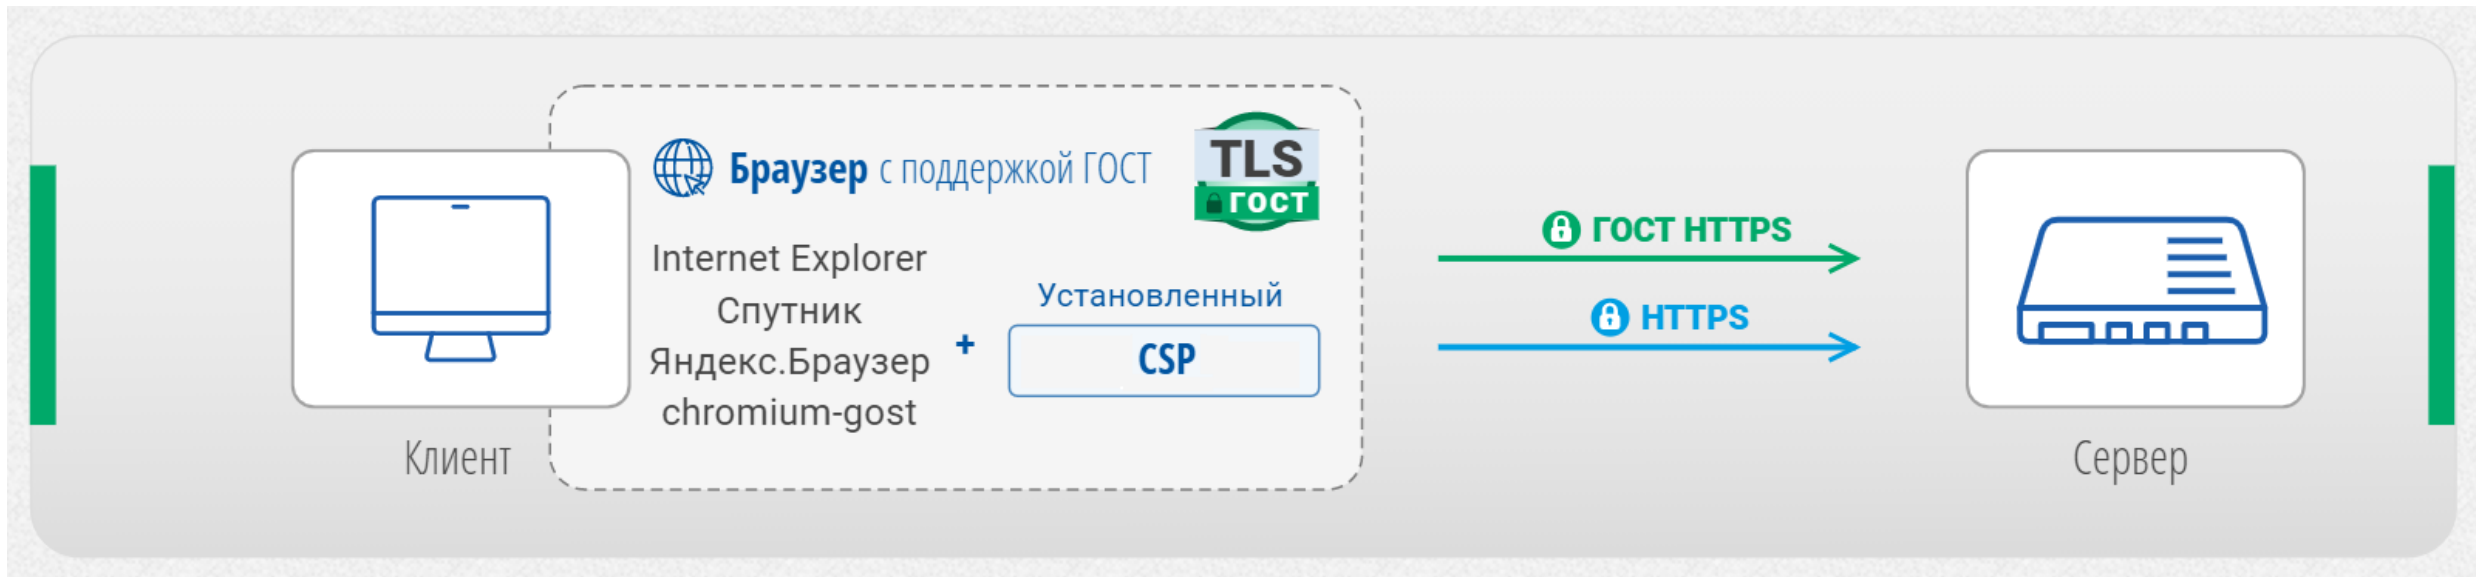 Браузер с поддержкой ГОСТ
TLS
ГОСТ
Internet Explorer
Спутник
Яндекс.Браузер
chromium-gost
+
Установленный
CSP
ГОСТ HTTPS
HTTPS
Клиент
Сервер